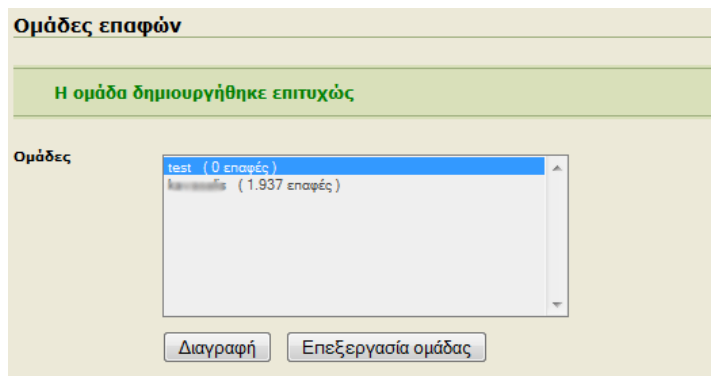 Ομάδες επαφών
Η ομάδα δημιουργήθηκε επιτυχώς
Ομάδες
test ( 0 επαφές )
( 1.937 επαφές )
Διαγραφή Επεξεργασία ομάδας